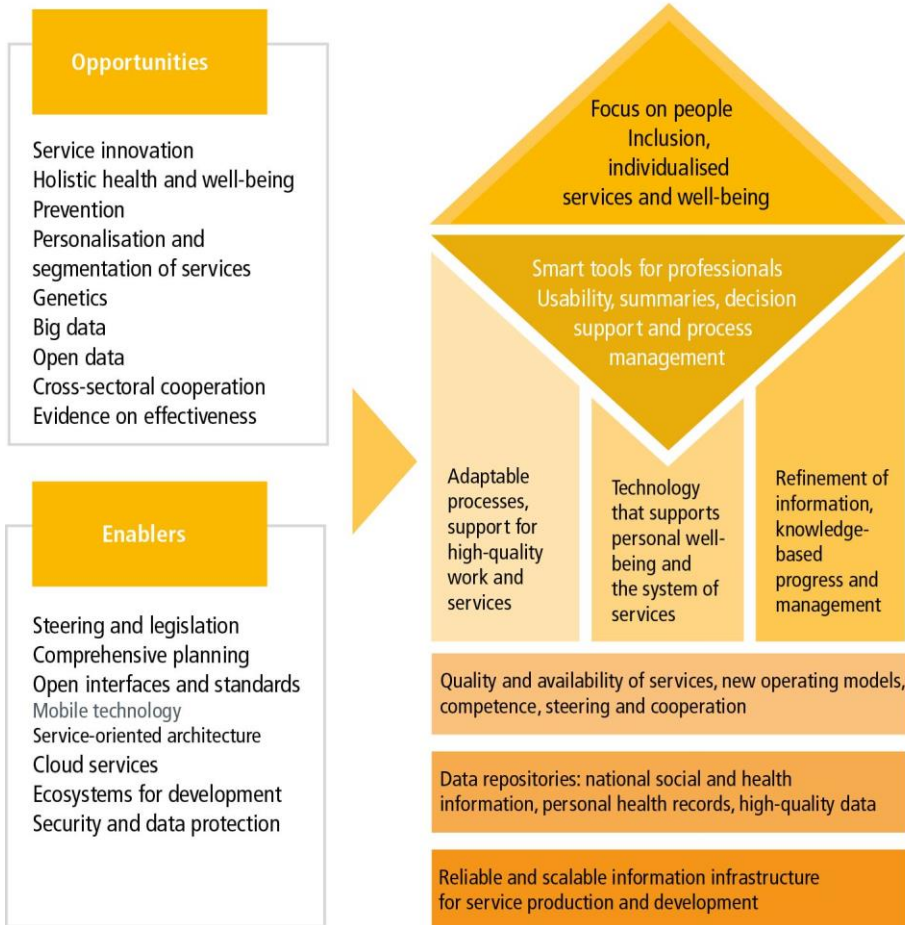 Opportunities
Service innovation
Holistic health and well-being
Prevention
Personalisation and
segmentation of services
Genetics
Big data
Open data
Cross-sectoral cooperation
Evidence on effectiveness
Enablers
Steering and legislation
Comprehensive planning
Open interfaces and standards
Mobile technology
Service-oriented architecture
Cloud services
Ecosystems for development
Security and data protection
Focus on people
Inclusion,
individualised
services and well-being
Smart tools for professionals
Usability, summaries, decision
support and process
management
Adaptable
processes,
support for
high-quality
work and
services
Technology
that supports
personal well-
being and
the system of
services
Refinement of
information,
knowledge-
based
progress and
management
Quality and availability of services, new operating models,
competence, steering and cooperation
Data repositories: national social and health
information, personal health records, high-quality data
Reliable and scalable information infrastructure
for service production and development